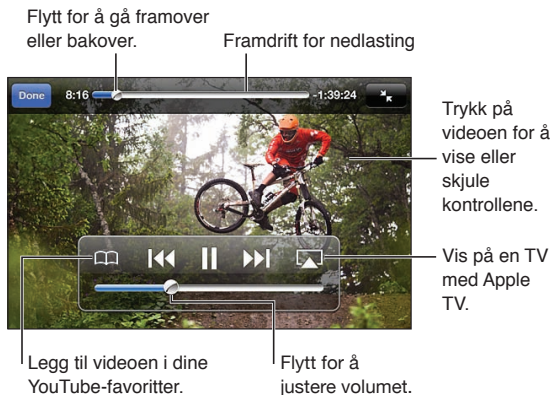 Flytt for å gå framover
eller bakover.
Framdrift for nedlasting
Done
8:16
-1:39:24
Trykk på
videoen for å
vise eller
skjule
kontrollene.
Vis på en TV
med Apple
TV.
Legg til videoen i dine
YouTube-favoritter.
Flytt for å
justere volumet.